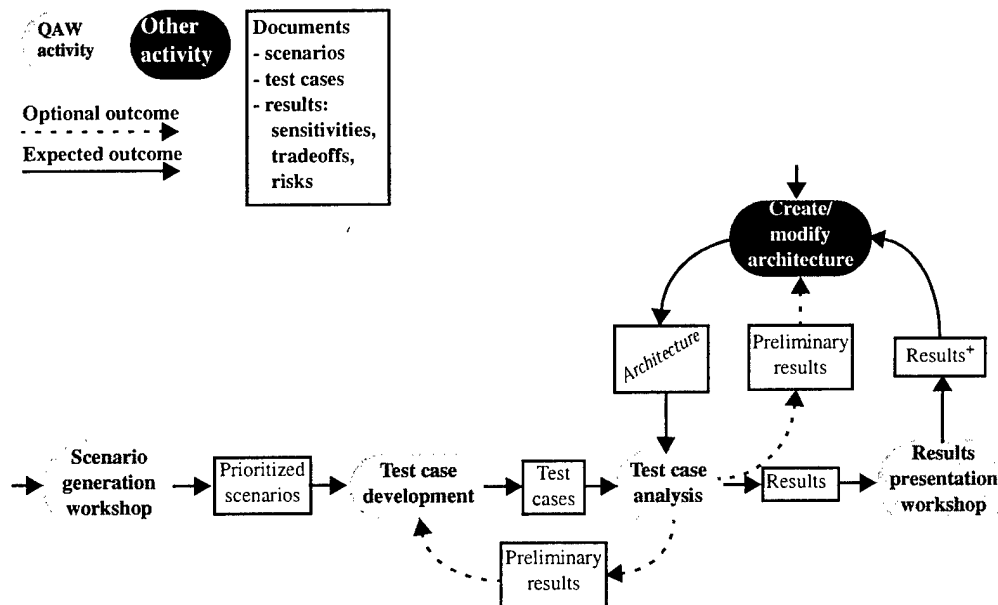 QAW
activity
Other
activity
Documents
- scenarios
- test cases
- results:
sensitivities,
tradeoffs,
risks
Optional outcome
Expected outcome
Create/
modify
architecture
Architecture
Preliminary
results
Results+
Scenario
generation
workshop
Prioritized
scenarios
Test case
development
Test
cases
Test case
analysis
Results
Results
presentation
workshop
Preliminary
results